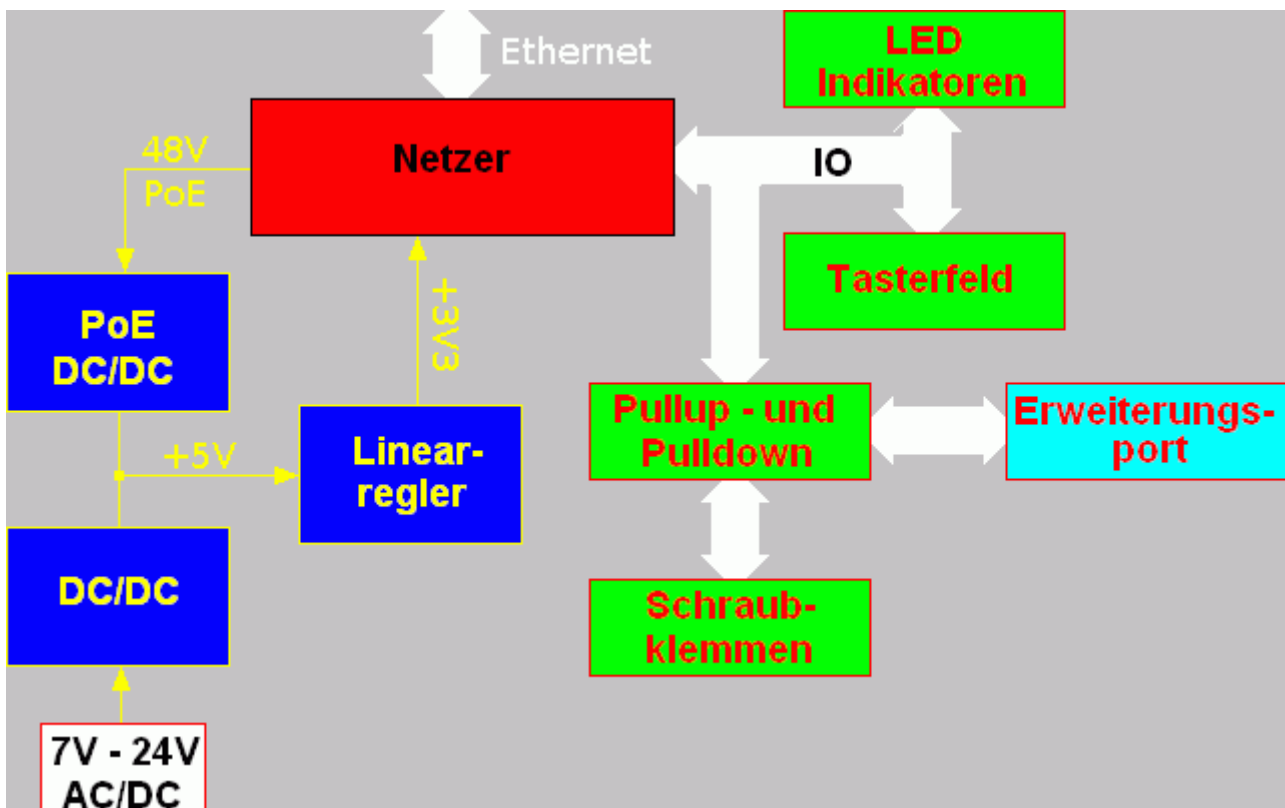 Ethernet
LED
Indikatoren
48V
PoE
Netzer
IO
Tasterfeld
+3V3
PoE
DC/DC
Pullup - und
Pulldown
Erweiterungs-
port
+5V
Linear-
regler
DC/DC
Schraub-
klemmen
7V - 24V
AC/DC